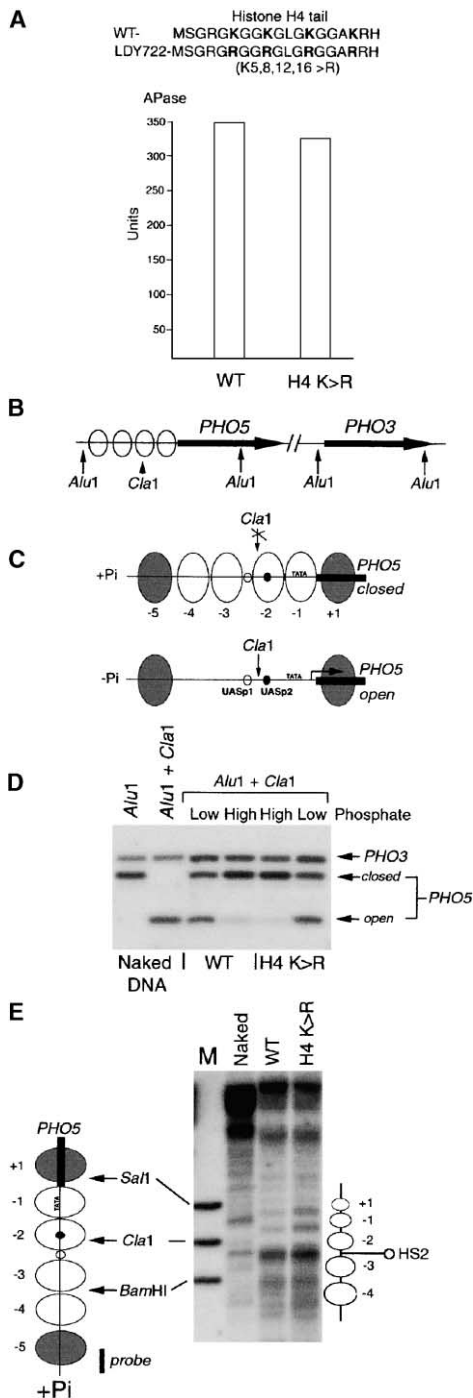 A
Histone H4 tail
WT- MSGRGKGGKGLGKGGAKRH
LDY722-MSGRGRGGRGLGRGGARRH
(K5,8,12,16 >R)
APase
350
300
250
200
150
100
50
Units
WT H4 K>R
B
PHO5 PHO3
Alu1 Cla1 Alu1 Alu1 Alu1
C
Cla1
+Pi TATA PHO5
closed
-5 -4 -3 -2 -1 +1
Cla1
-Pi TATA PHO5
UASp1 UASp2 open
D
Alu1
Alu1 + Cla1
Alu1 + Cla1
Low High High Low Phosphate
PHO3
closed
PHO5
open
Naked DNA WT H4 K>R
E
M Naked WT H4 K>R
PHO5
+1
Sal1
-1 TATA
-2 Cla1
-3 BamHI
-4
-5
probe
+Pi
+1
-1
-2
HS2
-3
-4